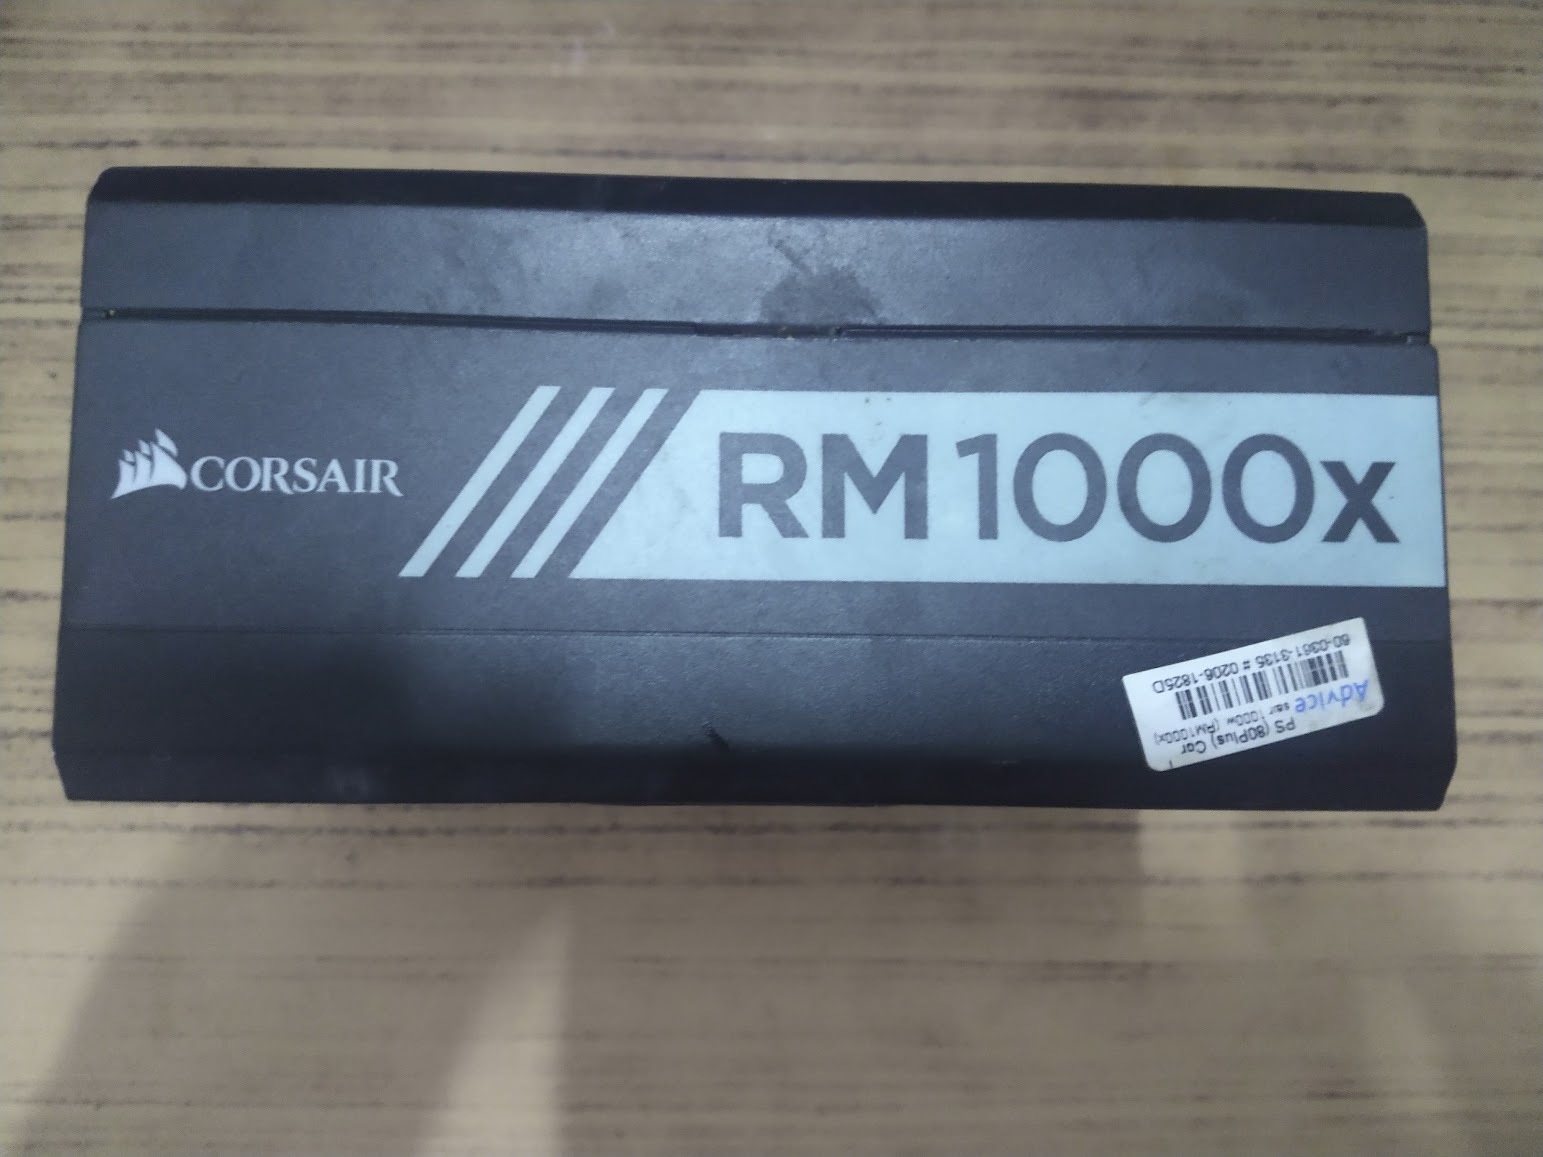 CORSAIR
RM1000x
PS (80Plus) Cor
sair 1000w (RM1000x)
Advice
60-0361-3135 # 0206-1825D